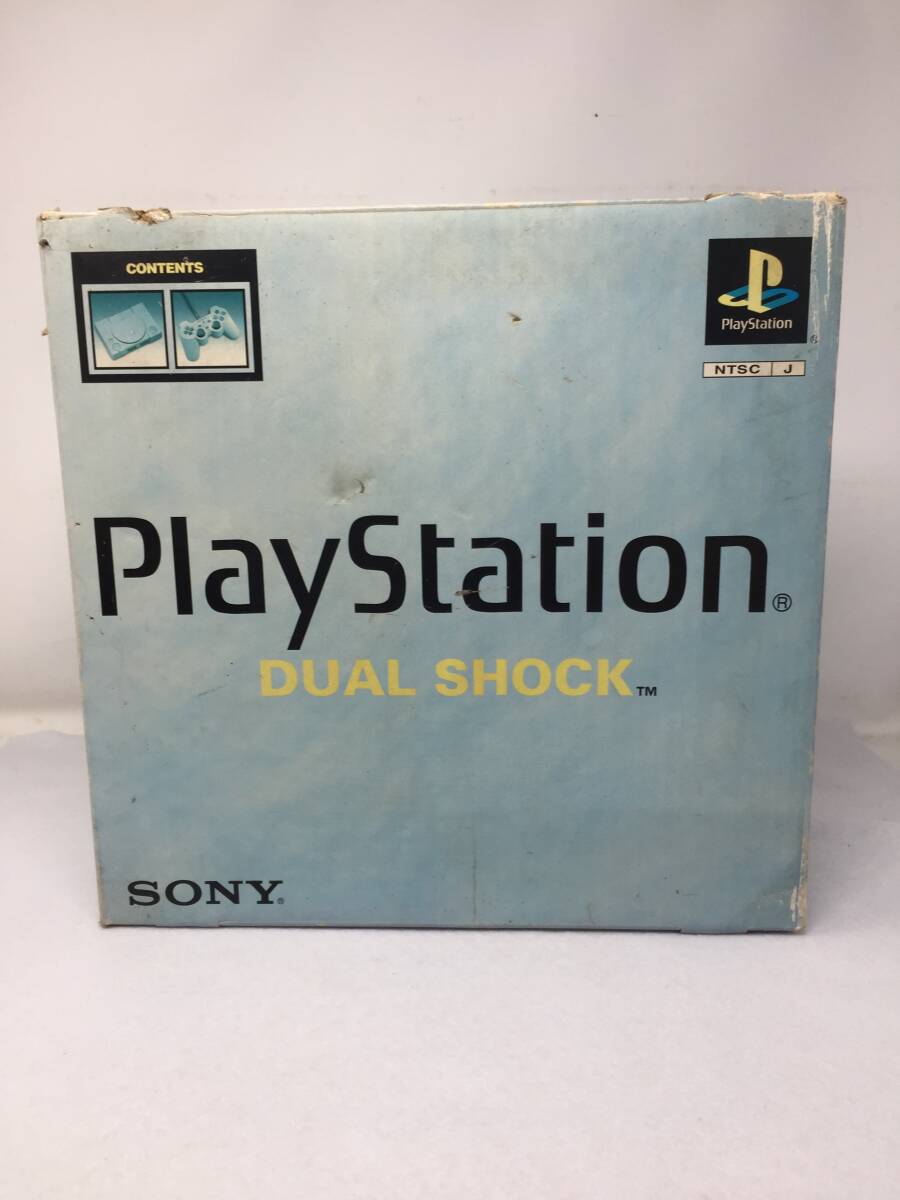 CONTENTS
PlayStation
®
NTSC J
PlayStation®
DUAL SHOCK™
SONY®